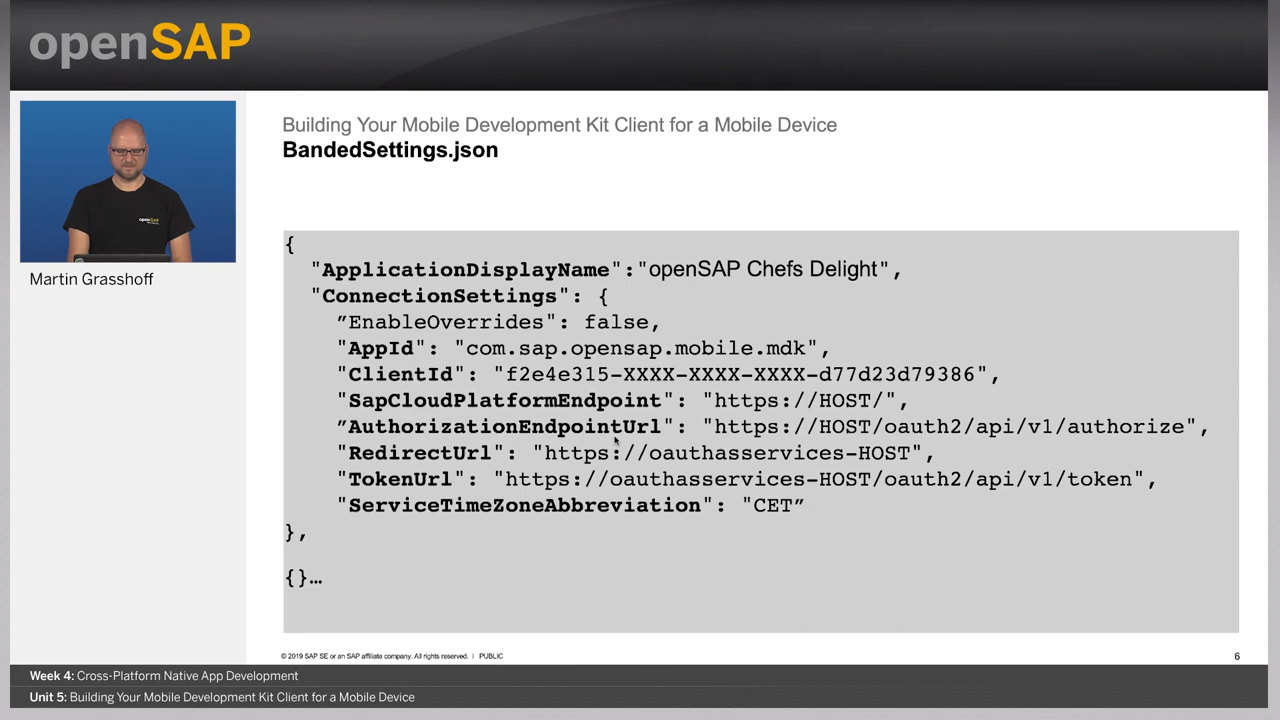 openSAP
Building Your Mobile Development Kit Client for a Mobile Device
BandedSettings.json
Martin Grasshoff
{
"ApplicationDisplayName":"openSAP Chefs Delight",
"ConnectionSettings": {
”EnableOverrides": false,
"AppId": "com.sap.opensap.mobile.mdk",
"ClientId": "f2e4e315-XXXX-XXXX-XXXX-d77d23d79386",
"SapCloudPlatformEndpoint": "https://HOST/",
”AuthorizationEndpointUrl": "https://HOST/oauth2/api/v1/authorize",
"RedirectUrl": "https://oauthasservices-HOST",
"TokenUrl": "https://oauthasservices-HOST/oauth2/api/v1/token",
"ServiceTimeZoneAbbreviation": "CET”
},
{}…
© 2019 SAP SE or an SAP affiliate company. All rights reserved. | PUBLIC
6
Week 4: Cross-Platform Native App Development
Unit 5: Building Your Mobile Development Kit Client for a Mobile Device